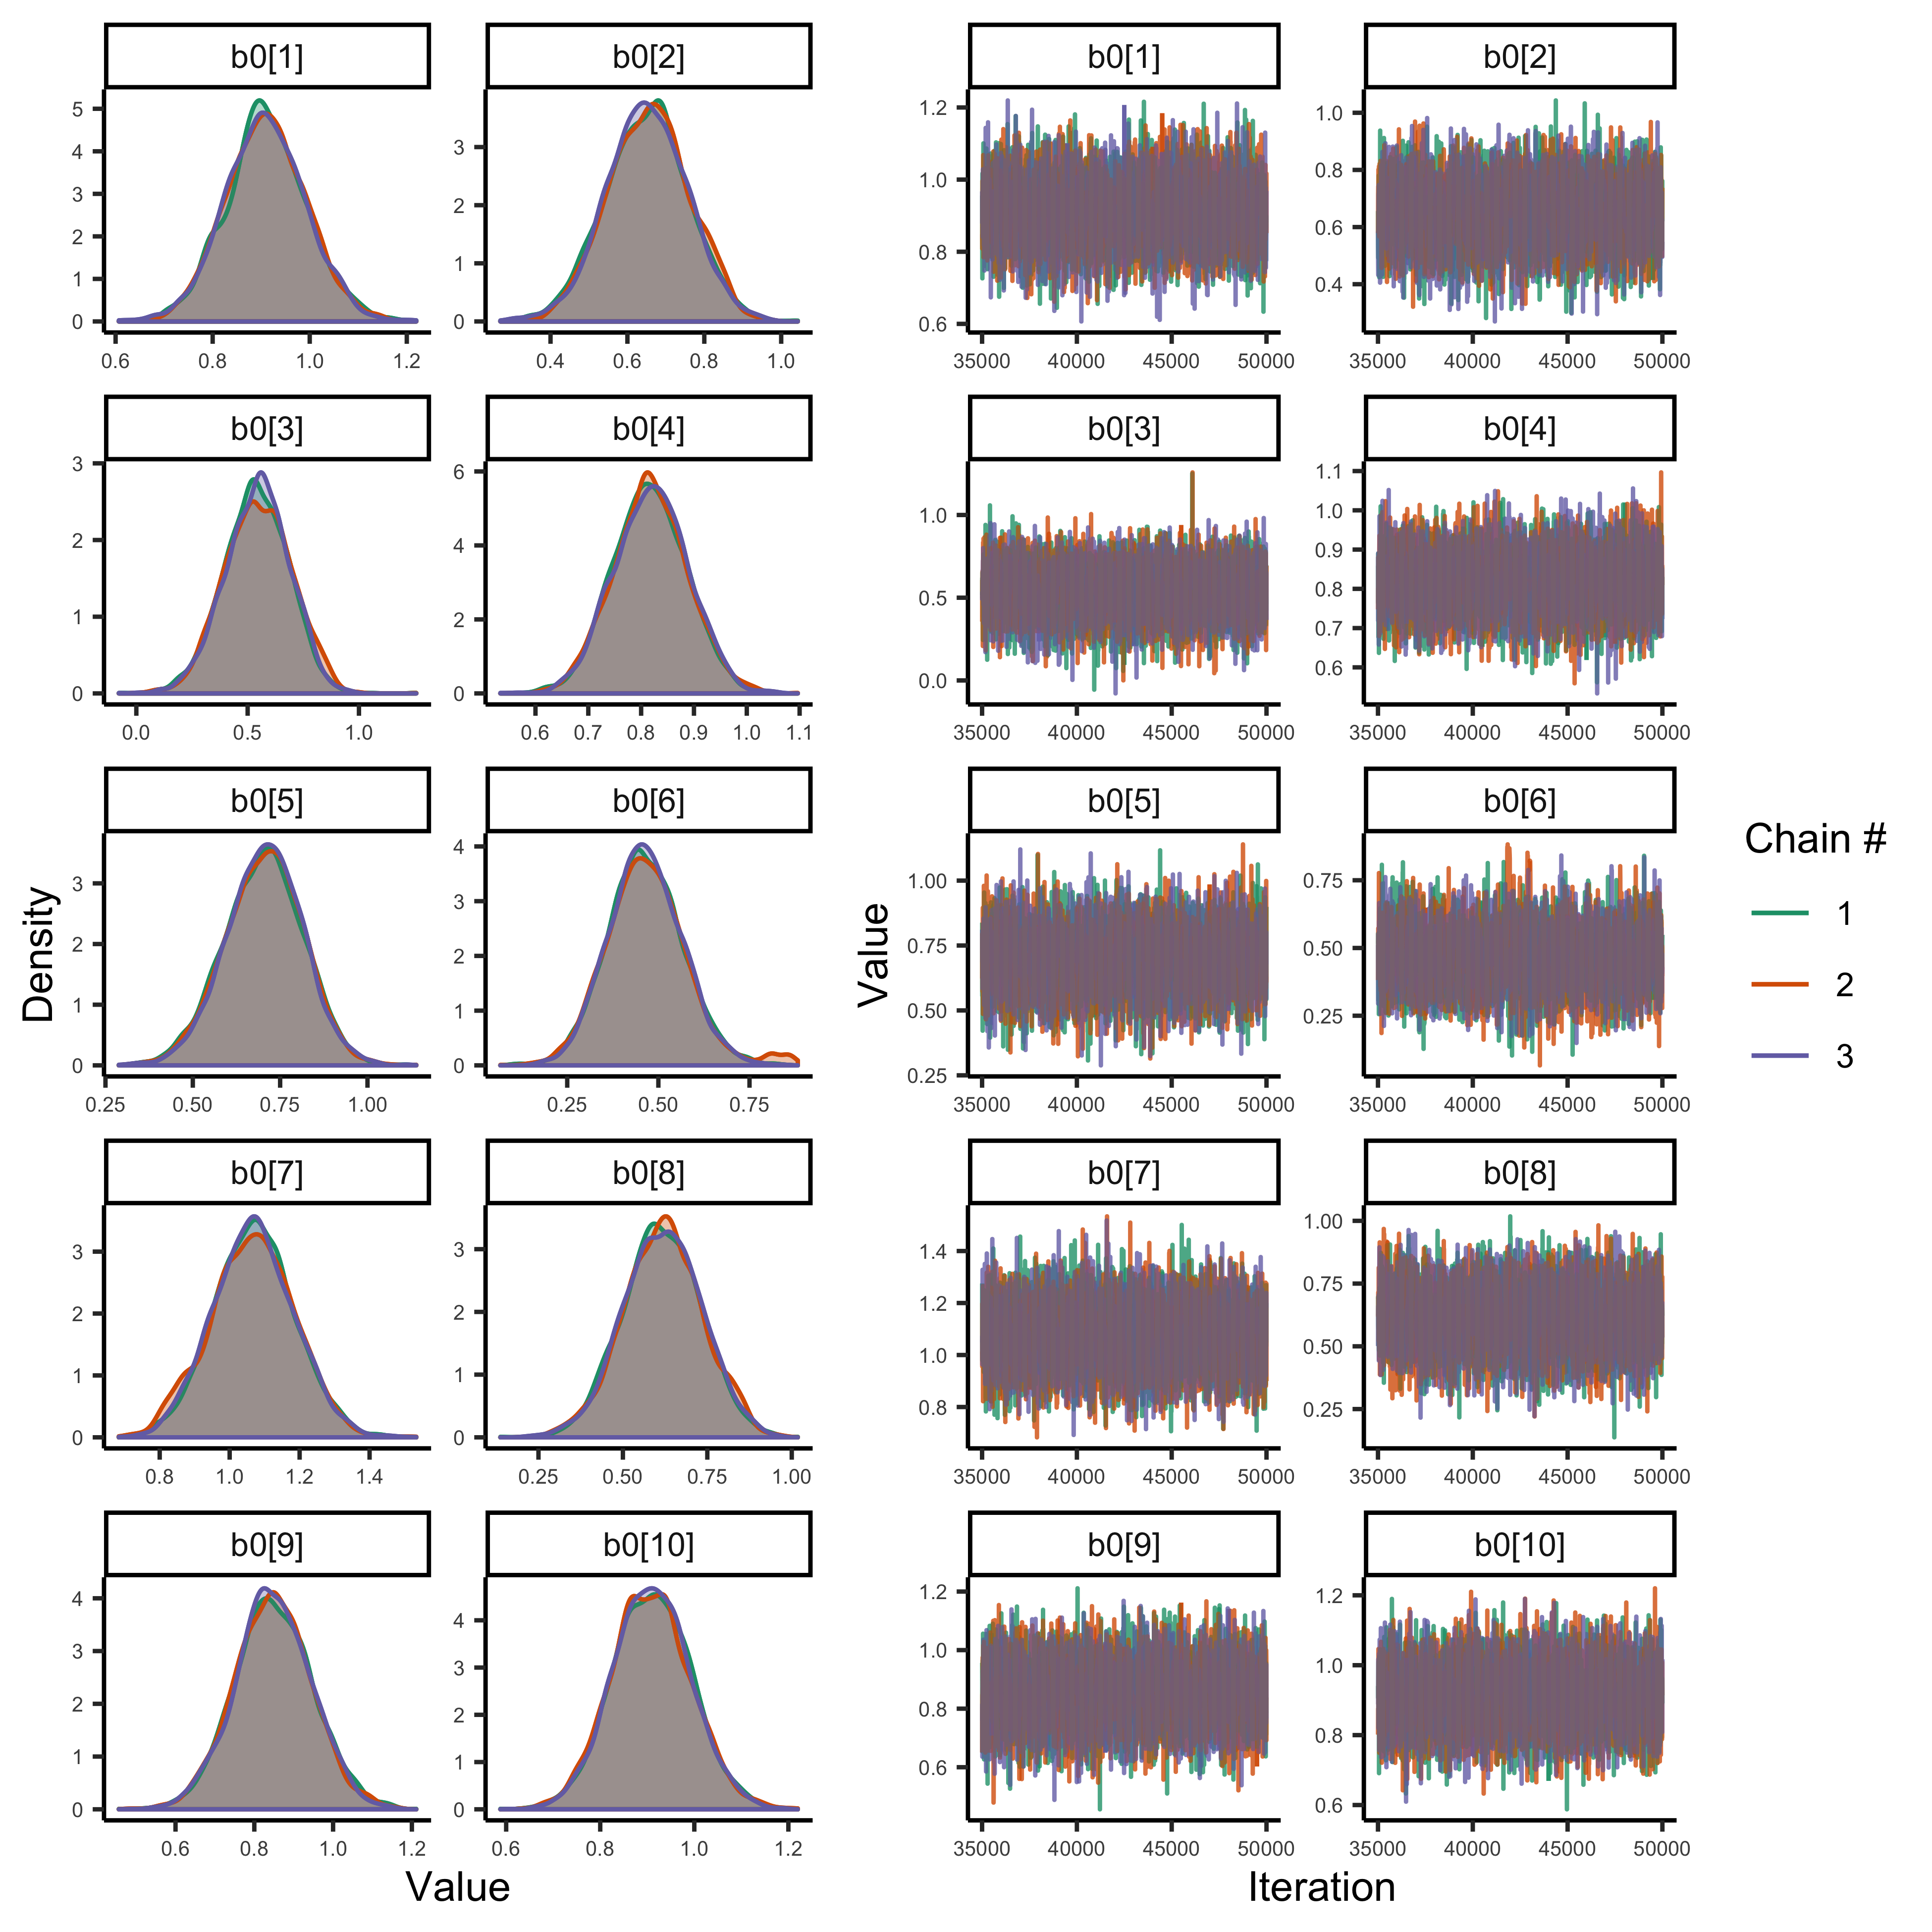 b0[1] b0[2] b0[1] b0[2]
5 4 3 2 1 0
3 2 1 0
1.2 1.0 0.8 0.6
1.0 0.8 0.6 0.4
0.6 0.8 1.0 1.2 0.4 0.6 0.8 1.0 35000 40000 45000 50000 35000 40000 45000 50000
b0[3] b0[4] b0[3] b0[4]
3 2 1 0
6 4 2 0
1.0 0.5 0.0
1.1 1.0 0.9 0.8 0.7 0.6
0.0 0.5 1.0 0.6 0.7 0.8 0.9 1.0 1.1 35000 40000 45000 50000 35000 40000 45000 50000
b0[5] b0[6] b0[5] b0[6]
3 2 1 0
4 3 2 1 0
1.00 0.75 0.50 0.25
0.75 0.50 0.25
0.25 0.50 0.75 1.00 0.25 0.50 0.75 35000 40000 45000 50000 35000 40000 45000 50000
b0[7] b0[8] b0[7] b0[8]
3 2 1 0
3 2 1 0
1.4 1.2 1.0 0.8
1.00 0.75 0.50 0.25
0.8 1.0 1.2 1.4 0.25 0.50 0.75 1.00 35000 40000 45000 50000 35000 40000 45000 50000
b0[9] b0[10] b0[9] b0[10]
4 3 2 1 0
4 3 2 1 0
1.2 1.0 0.8 0.6
1.2 1.0 0.8 0.6
0.6 0.8 1.0 1.2 0.6 0.8 1.0 1.2 35000 40000 45000 50000 35000 40000 45000 50000
Density
Value
Value
Iteration
Chain #
1
2
3